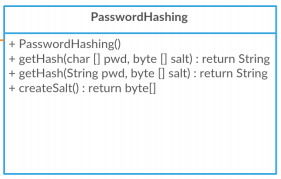 PasswordHashing
+ PasswordHashing()
+ getHash(char [] pwd, byte [] salt) : return String
+ getHash(String pwd, byte [] salt) : return String
+ createSalt() : return byte[]